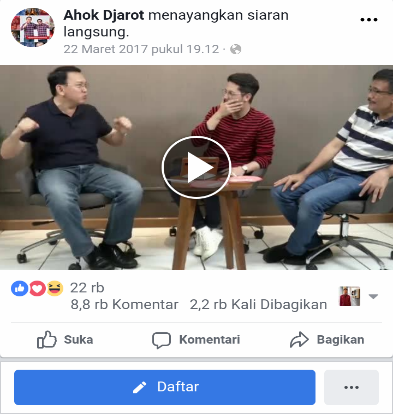 Ahok Djarot menayangkan siaran
langsung.
22 Maret 2017 pukul 19.12 ·
22 rb
8,8 rb Komentar 2,2 rb Kali Dibagikan
Suka Komentari Bagikan
Daftar